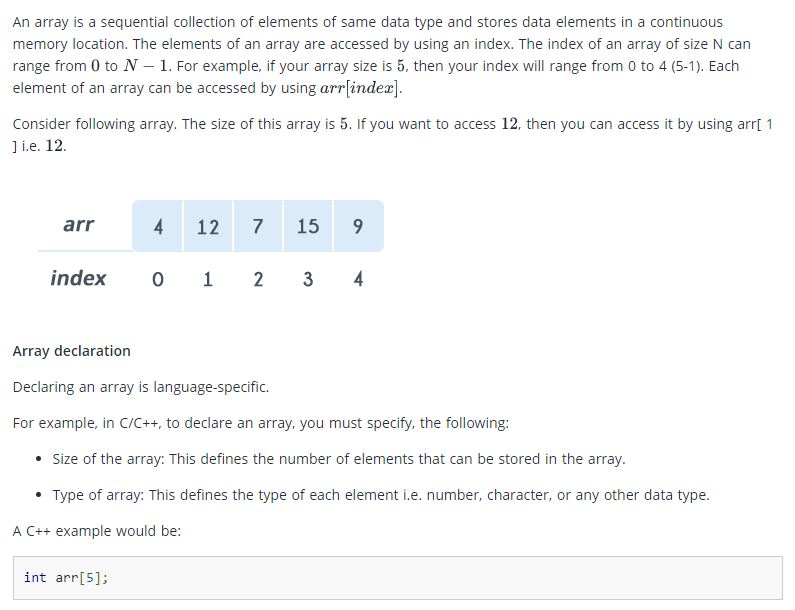 An array is a sequential collection of elements of same data type and stores data elements in a continuous
memory location. The elements of an array are accessed by using an index. The index of an array of size N can
range from 0 to N − 1. For example, if your array size is 5, then your index will range from 0 to 4 (5-1). Each
element of an array can be accessed by using arr[index].
Consider following array. The size of this array is 5. If you want to access 12, then you can access it by using arr[ 1
] i.e. 12.
arr 4 12 7 15 9
index 0 1 2 3 4
Array declaration
Declaring an array is language-specific.
For example, in C/C++, to declare an array, you must specify, the following:
• Size of the array: This defines the number of elements that can be stored in the array.
• Type of array: This defines the type of each element i.e. number, character, or any other data type.
A C++ example would be:
int arr[5];